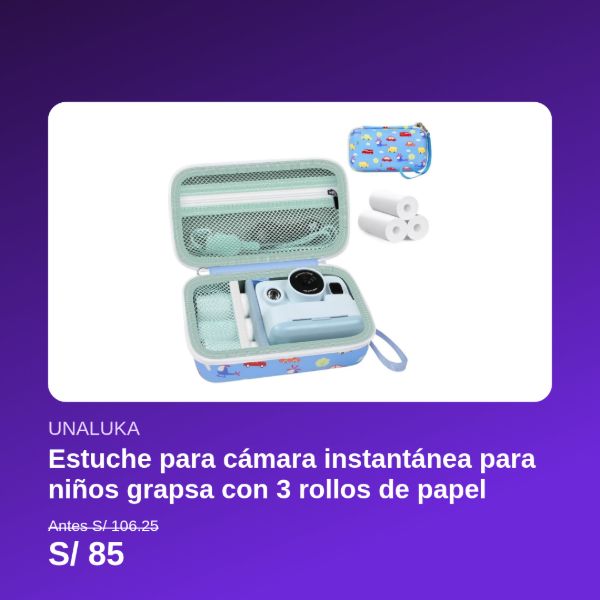 UNALUKA
Estuche para cámara instantánea para
niños grapsa con 3 rollos de papel
Antes S/ 106.25
S/ 85